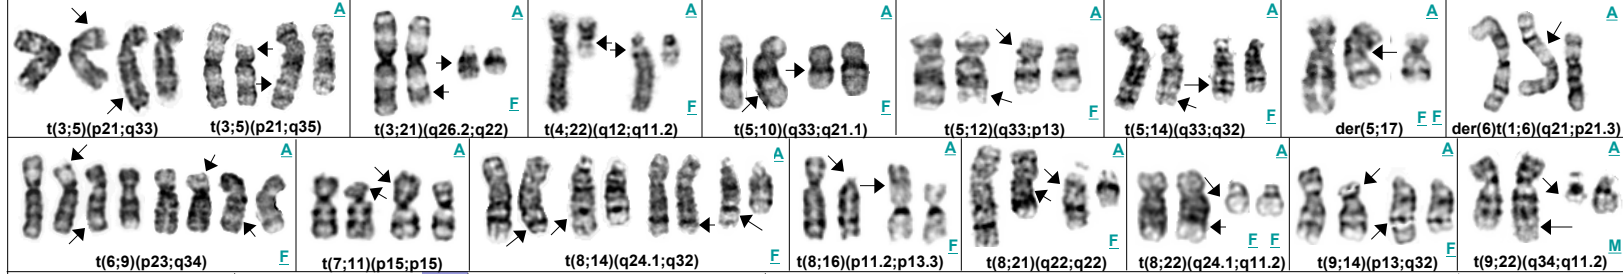 A
t(3;5)(p21;q33) t(3;5)(p21;q35)
A
F
t(3;21)(q26.2;q22)
A
F
t(4;22)(q12;q11.2)
A
F
t(5;10)(q33;q21.1)
A
F
t(5;12)(q33;p13)
A
F
t(5;14)(q33;q32)
A
F F
der(5;17)
A
der(6)t(1;6)(q21;p21.3)
A
F
t(6;9)(p23;q34)
A
t(7;11)(p15;p15)
A
F
t(8;14)(q24.1;q32)
A
F
t(8;16)(p11.2;p13.3)
A
F
t(8;21)(q22;q22)
A
F F
t(8;22)(q24.1;q11.2)
A
F
t(9;14)(p13;q32)
A
M
t(9;22)(q34;q11.2)